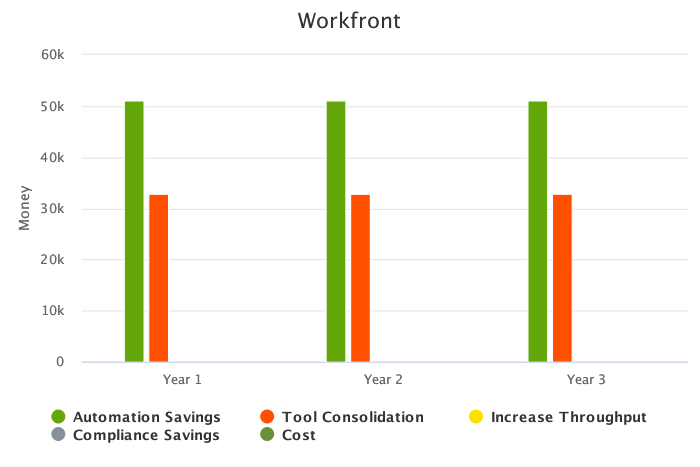 Workfront
60k
50k
40k
30k
20k
10k
0
Money
Year 1 Year 2 Year 3
Automation Savings Tool Consolidation Increase Throughput
Compliance Savings Cost